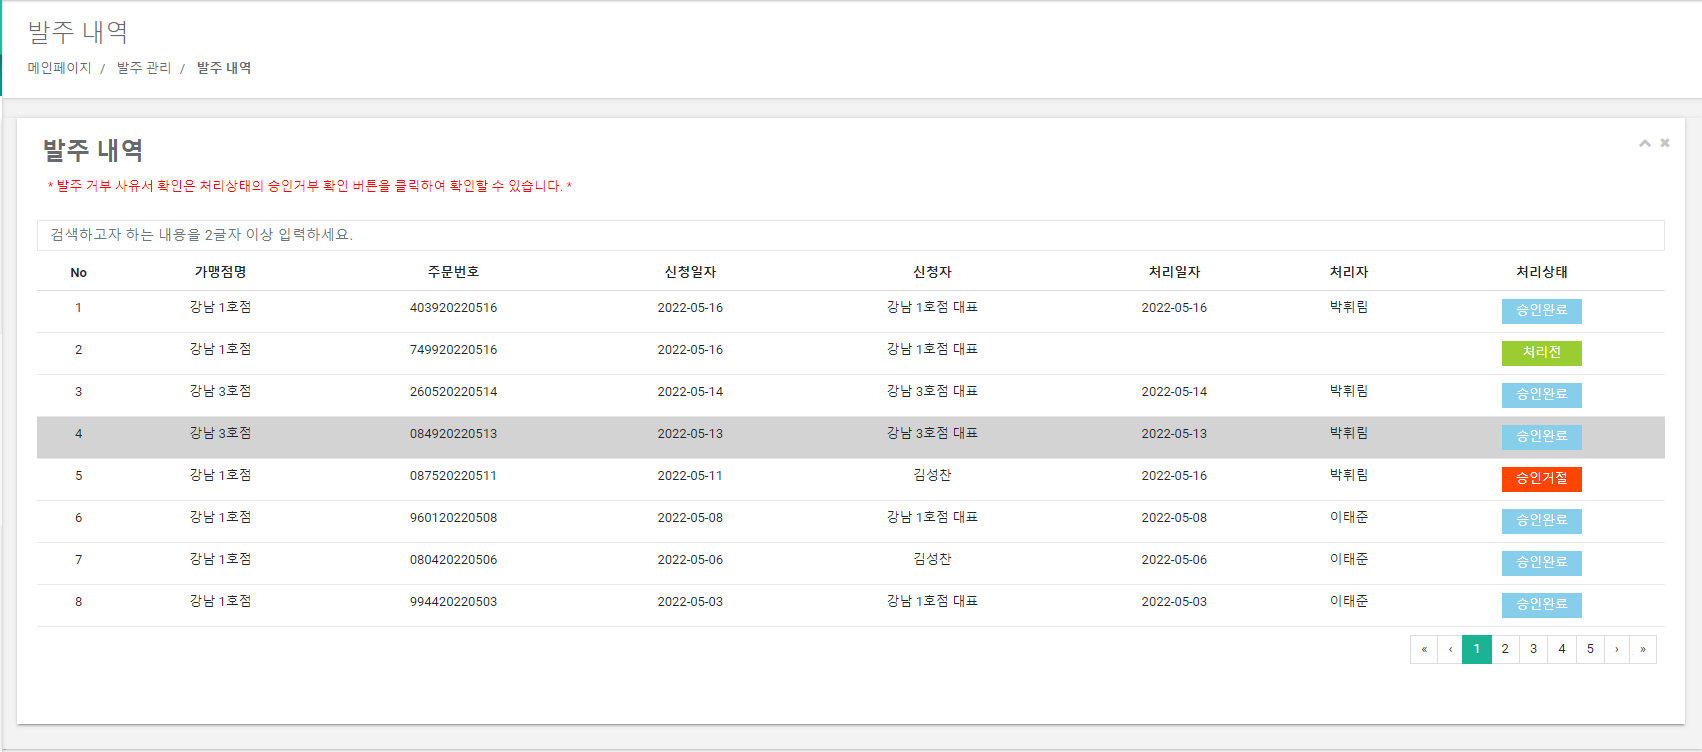 발주 내역
메인페이지 / 발주 관리 / 발주 내역
발주 내역
* 발주 거부 사유서 확인은 처리상태의 승인거부 확인 버튼을 클릭하여 확인할 수 있습니다. *
검색하고자 하는 내용을 2글자 이상 입력하세요.
No 가맹점명 주문번호 신청일자 신청자 처리일자 처리자 처리상태
1 강남 1호점 403920220516 2022-05-16 강남 1호점 대표 2022-05-16 박휘림 승인완료
2 강남 1호점 749920220516 2022-05-16 강남 1호점 대표 처리전
3 강남 3호점 260520220514 2022-05-14 강남 3호점 대표 2022-05-14 박휘림 승인완료
4 강남 3호점 084920220513 2022-05-13 강남 3호점 대표 2022-05-13 박휘림 승인완료
5 강남 1호점 087520220511 2022-05-11 김성찬 2022-05-16 박휘림 승인거절
6 강남 1호점 960120220508 2022-05-08 강남 1호점 대표 2022-05-08 이태준 승인완료
7 강남 1호점 080420220506 2022-05-06 김성찬 2022-05-06 이태준 승인완료
8 강남 1호점 994420220503 2022-05-03 강남 1호점 대표 2022-05-03 이태준 승인완료
« ‹ 1 2 3 4 5 › »